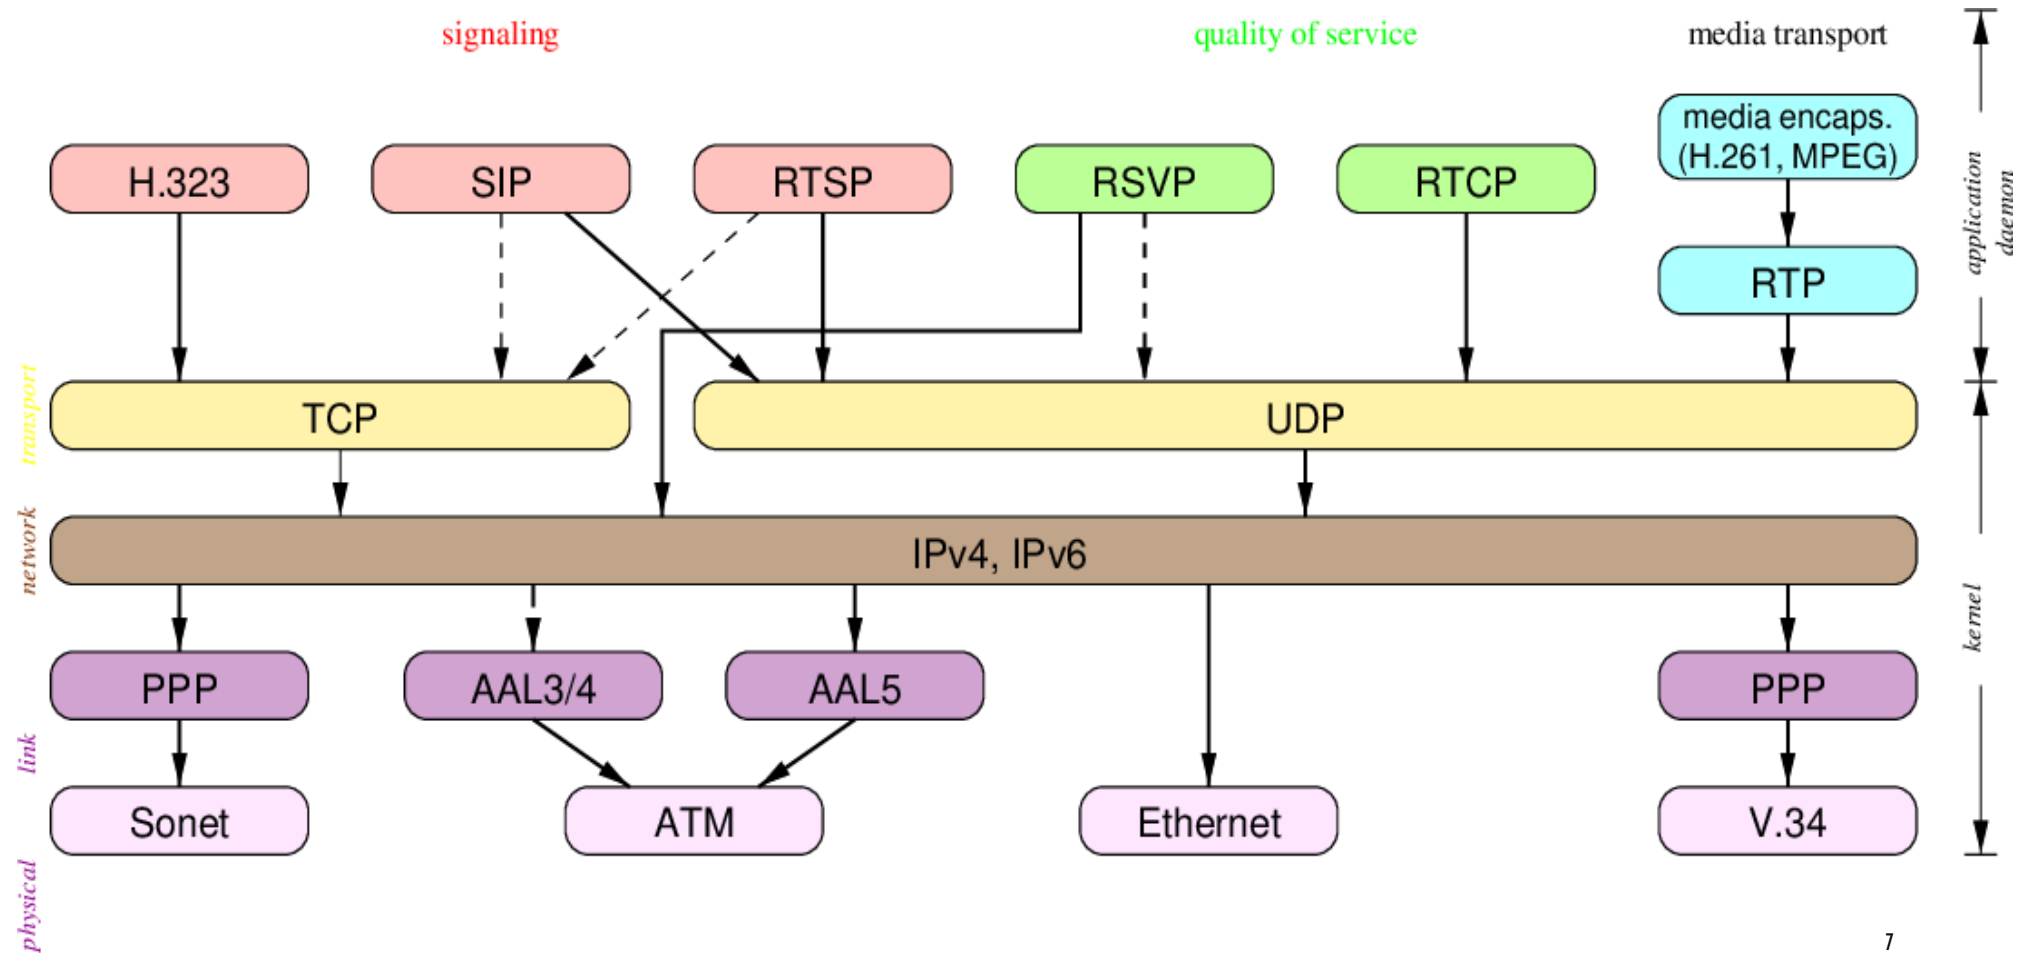 signaling
quality of service
media transport
media encaps.
(H.261, MPEG)
H.323
SIP
RTSP
RSVP
RTCP
application
daemon
RTP
transport
TCP
UDP
network
IPv4, IPv6
kernel
PPP
AAL3/4
AAL5
PPP
link
Sonet
ATM
Ethernet
V.34
physical
7